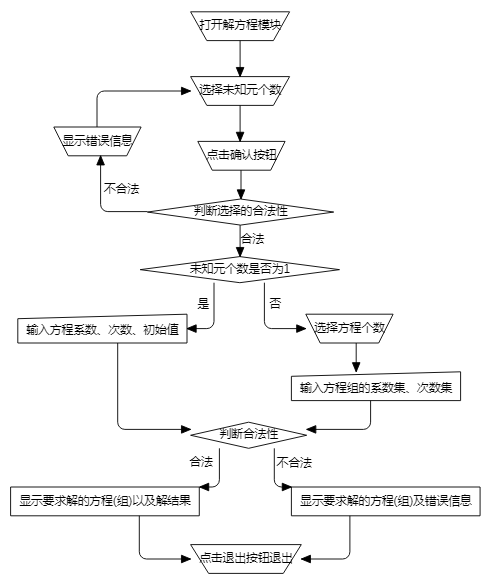 打开解方程模块
选择未知元个数
显示错误信息
点击确认按钮
不合法
判断选择的合法性
合法
未知元个数是否为1
是
否
输入方程系数、次数、初始值
选择方程个数
输入方程组的系数集、次数集
判断合法性
合法
不合法
显示要求解的方程(组)以及解结果
显示要求解的方程(组)及错误信息
点击退出按钮退出